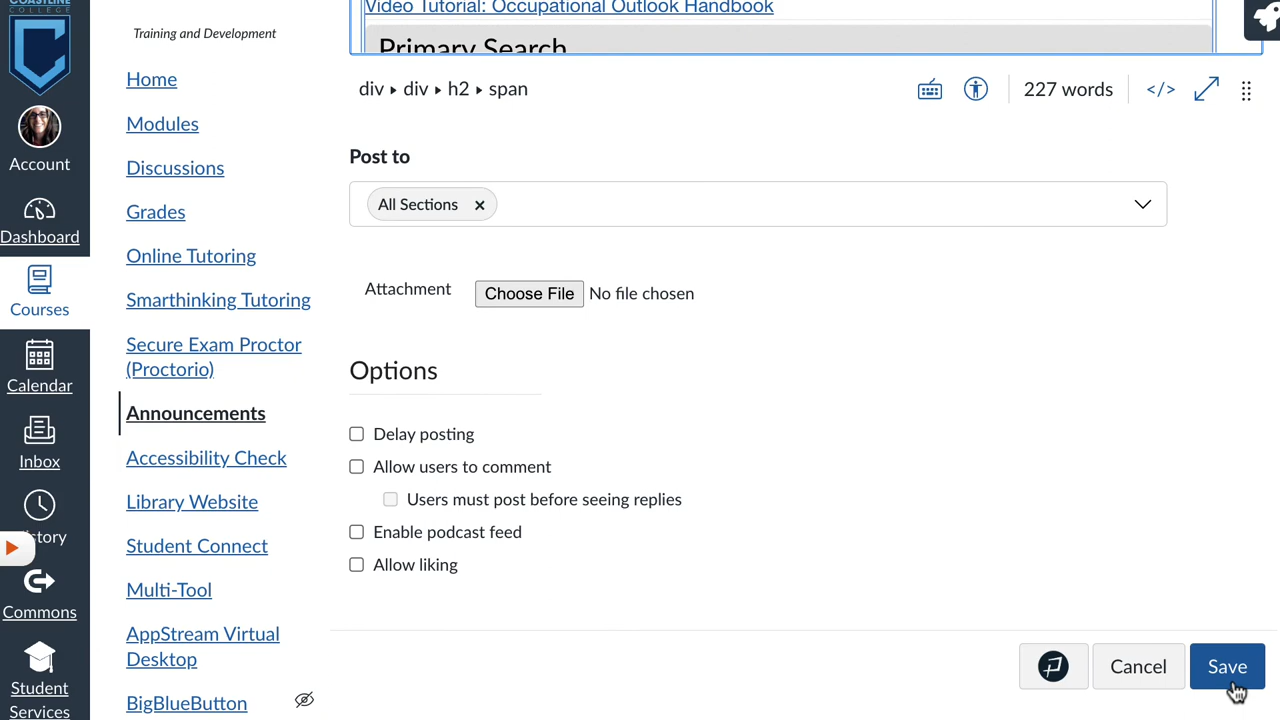 COASTLINE
COLLEGE
Account
Dashboard
Courses
Calendar
Inbox
story
Commons
Student
Services
Training and Development
Home
Modules
Discussions
Grades
Online Tutoring
Smarthinking Tutoring
Secure Exam Proctor
(Proctorio)
Announcements
Accessibility Check
Library Website
Student Connect
Multi-Tool
AppStream Virtual
Desktop
BigBlueButton
Video Tutorial: Occupational Outlook Handbook
Primary Search
div ▸ div ▸ h2 ▸ span
227 words
</>
Post to
All Sections ×
Attachment
Choose File No file chosen
Options
Delay posting
Allow users to comment
Users must post before seeing replies
Enable podcast feed
Allow liking
Cancel
Save